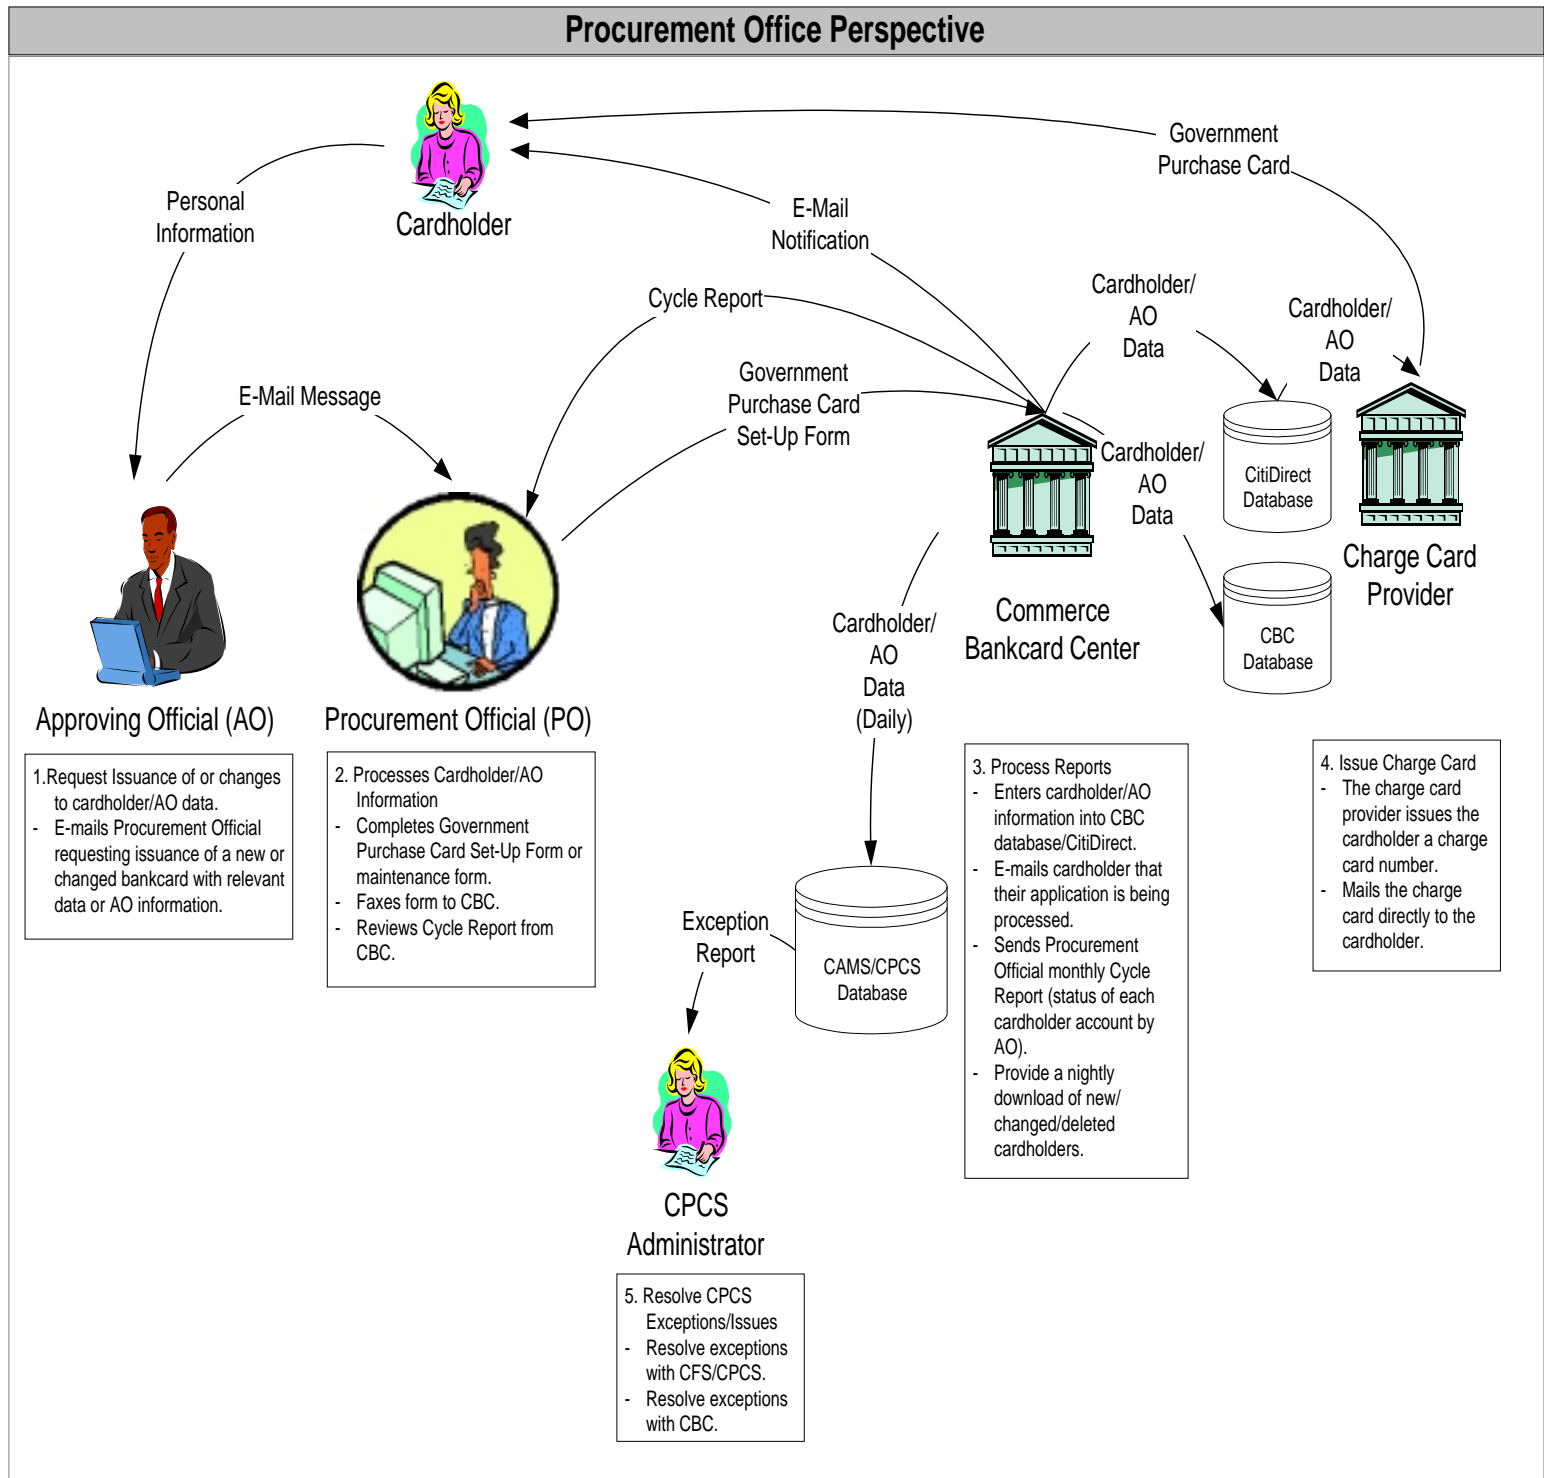 Procurement Office Perspective
Government
Purchase Card
Personal
Information
Cardholder
E-Mail
Notification
Cycle Report
Cardholder/
AO
Data
Cardholder/
AO
Data
E-Mail Message
Government
Purchase Card
Set-Up Form
Cardholder/
AO
Data
CitiDirect
Database
Charge Card
Provider
Commerce
Bankcard Center
CBC
Database
Cardholder/
AO
Data
(Daily)
Approving Official (AO)
Procurement Official (PO)
1.Request Issuance of or changes
to cardholder/AO data.
- E-mails Procurement Official
requesting issuance of a new or
changed bankcard with relevant
data or AO information.
2. Processes Cardholder/AO
Information
- Completes Government
Purchase Card Set-Up Form or
maintenance form.
- Faxes form to CBC.
- Reviews Cycle Report from
CBC.
3. Process Reports
- Enters cardholder/AO
information into CBC
database/CitiDirect.
- E-mails cardholder that
their application is being
processed.
- Sends Procurement
Official monthly Cycle
Report (status of each
cardholder account by
AO).
- Provide a nightly
download of new/
changed/deleted
cardholders.
4. Issue Charge Card
- The charge card
provider issues the
cardholder a charge
card number.
- Mails the charge
card directly to the
cardholder.
Exception
Report
CAMS/CPCS
Database
CPCS
Administrator
5. Resolve CPCS
Exceptions/Issues
- Resolve exceptions
with CFS/CPCS.
- Resolve exceptions
with CBC.